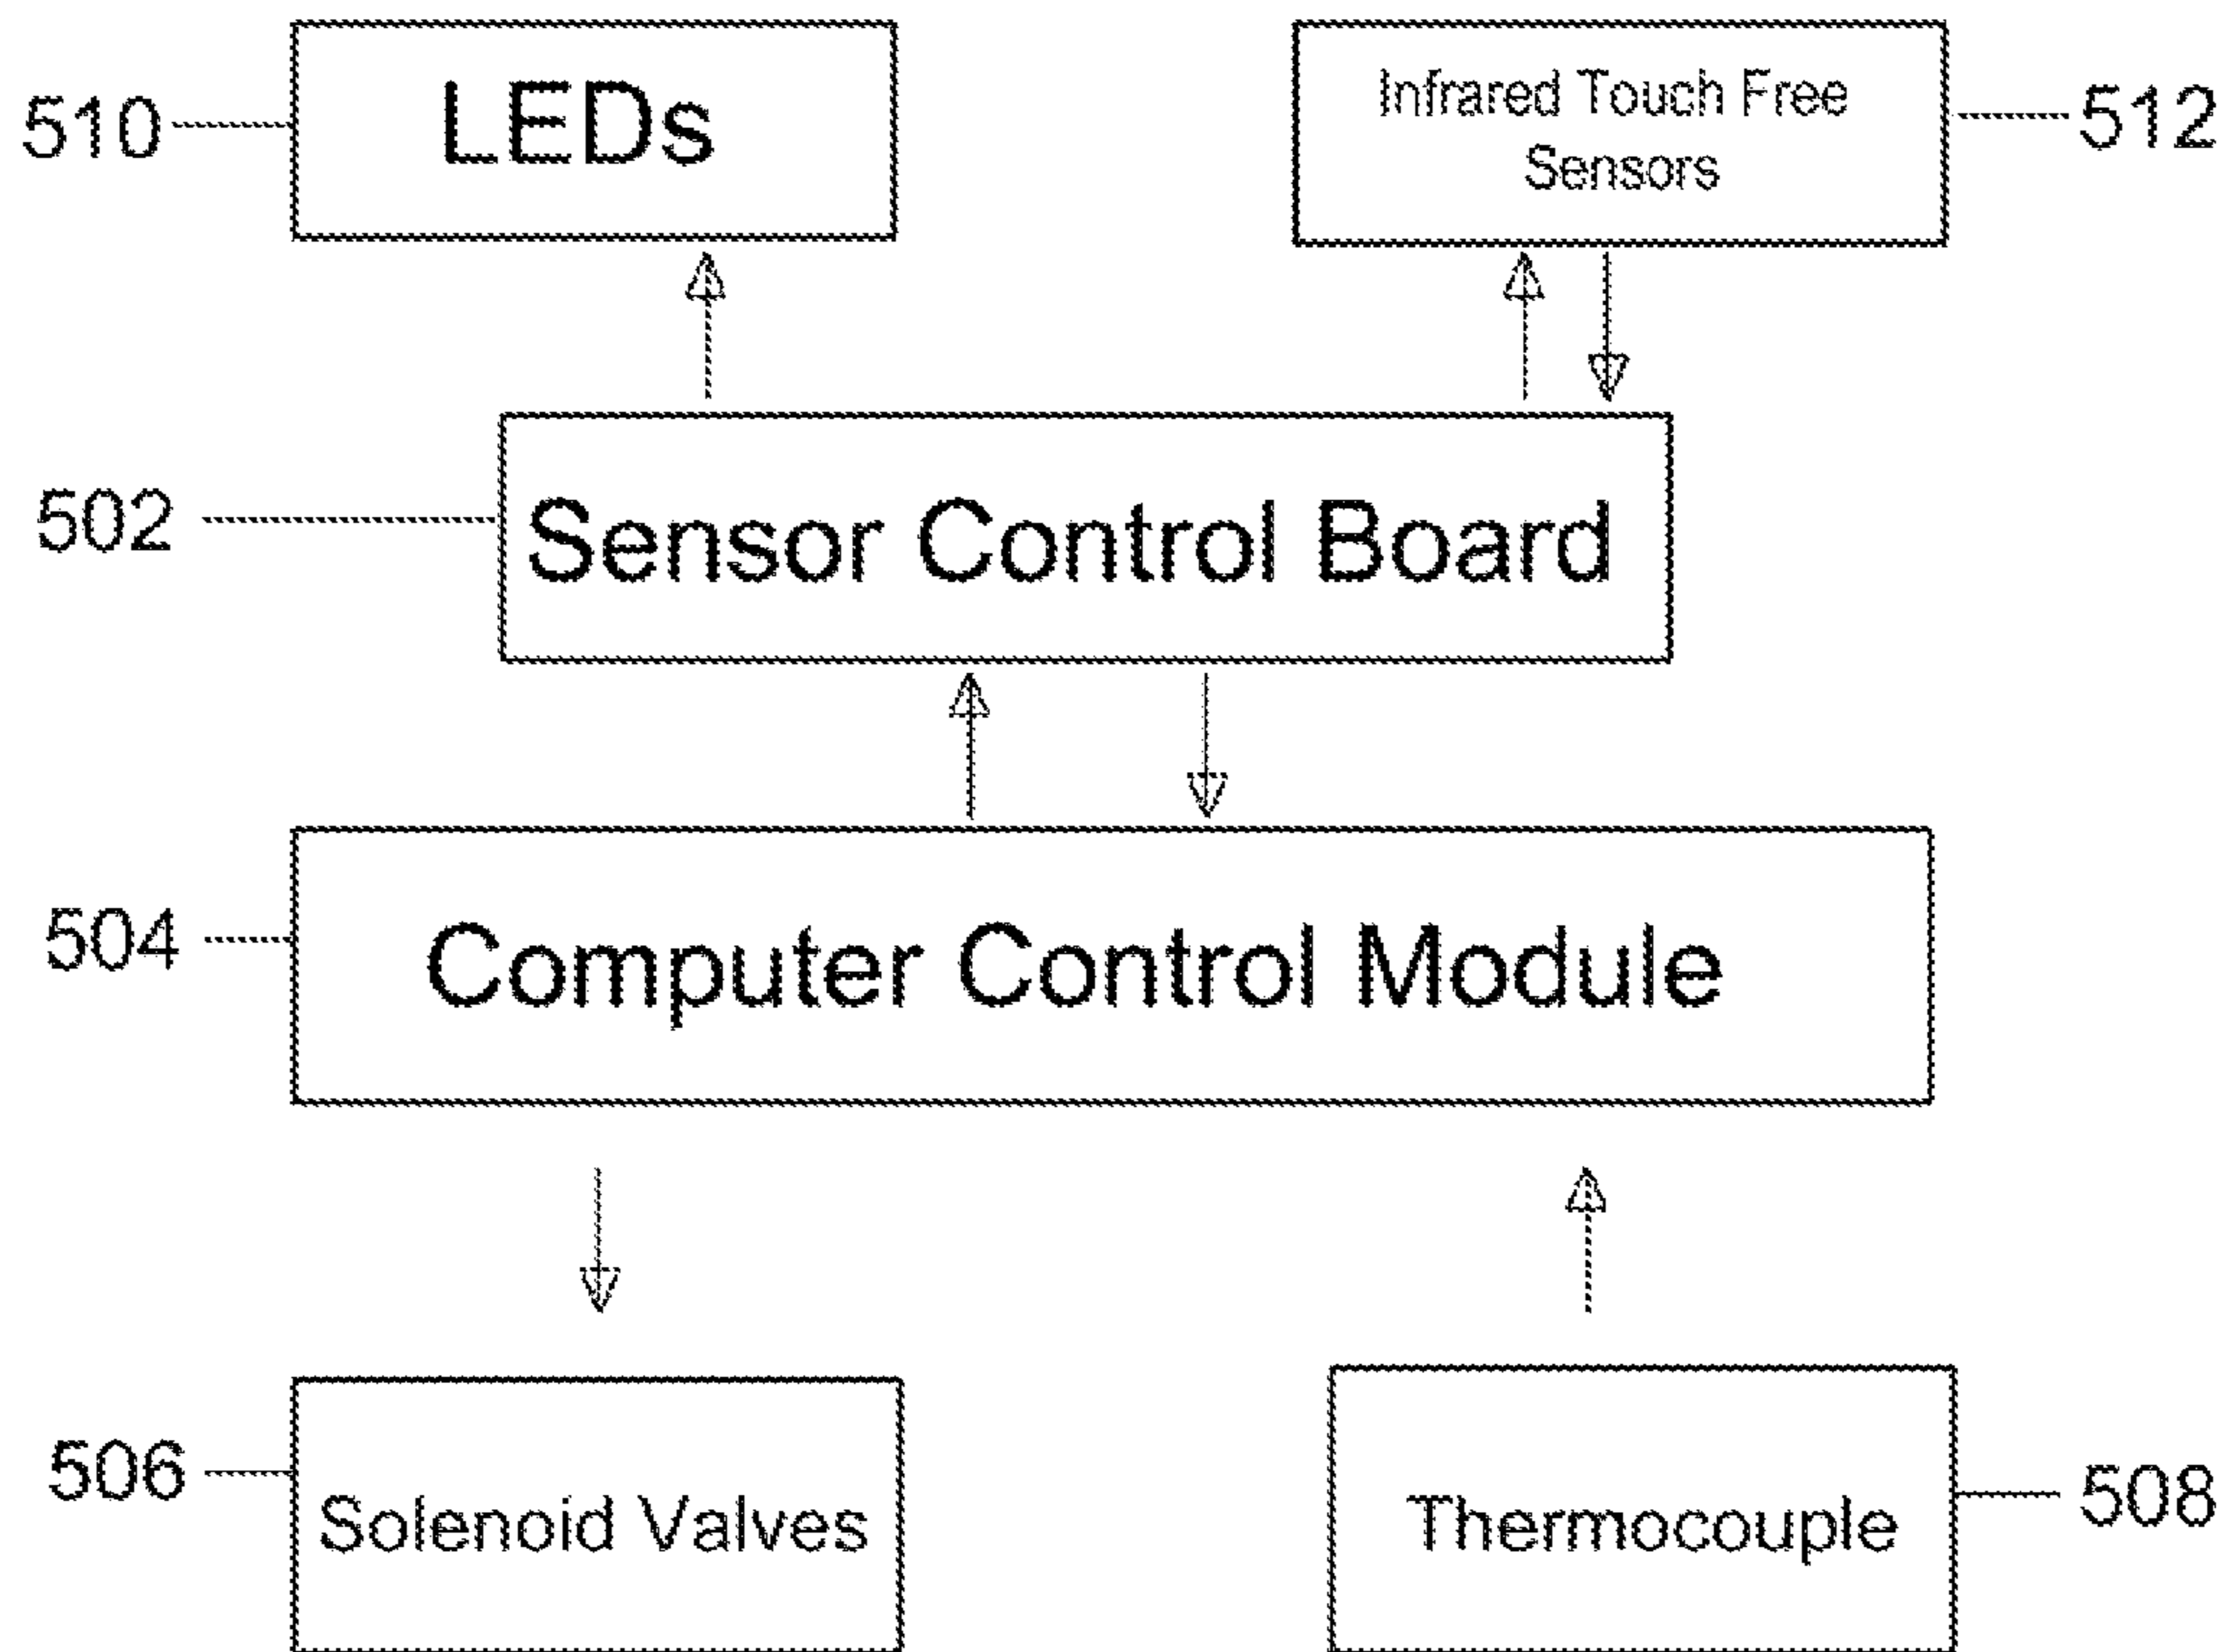 510
LEDs
Infrared Touch Free
Sensors
512
502
Sensor Control Board
504
Computer Control Module
506
Solenoid Valves
Thermocouple
508